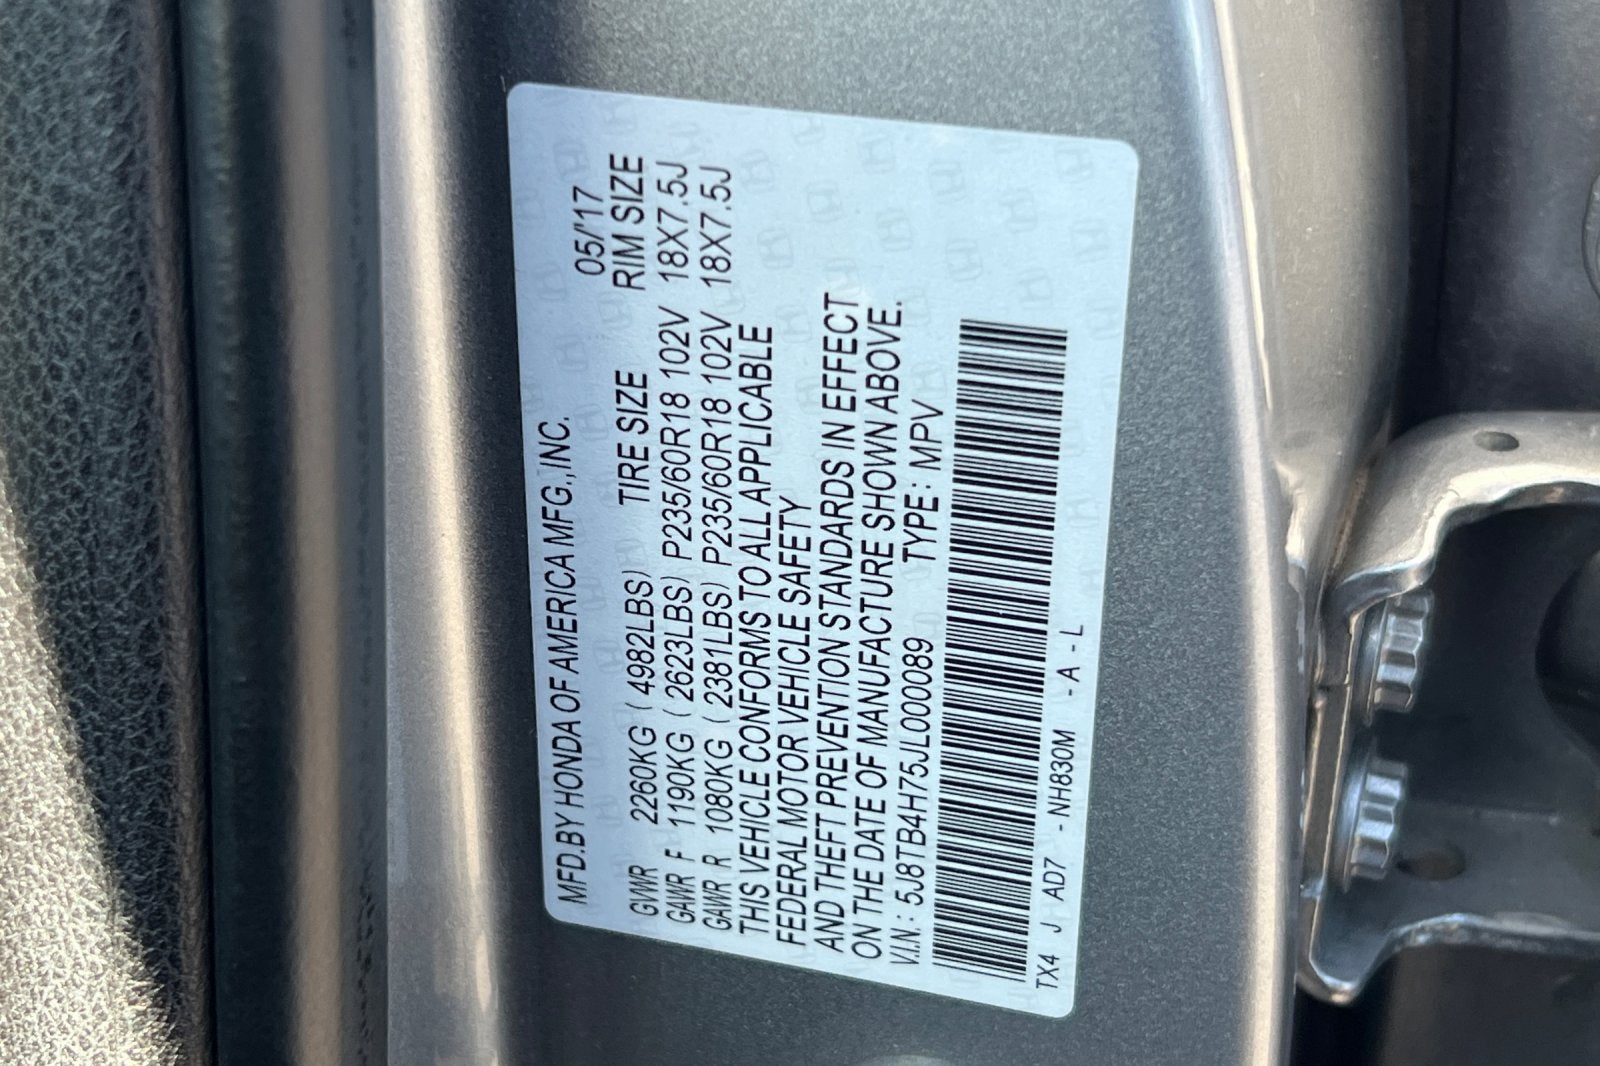 MFD.BY HONDA OF AMERICA MFG.,INC. 05/'17
GVWR 2260KG ( 4982LBS) TIRE SIZE RIM SIZE
GAWR F 1190KG ( 2623LBS) P235/60R18 102V 18X7.5J
GAWR R 1080KG ( 2381LBS) P235/60R18 102V 18X7.5J
THIS VEHICLE CONFORMS TO ALL APPLICABLE
FEDERAL MOTOR VEHICLE SAFETY
AND THEFT PREVENTION STANDARDS IN EFFECT
ON THE DATE OF MANUFACTURE SHOWN ABOVE.
V.I.N.: 5J8TB4H75JL000089 TYPE: MPV
TX4 J AD7 - NH830M - A - L